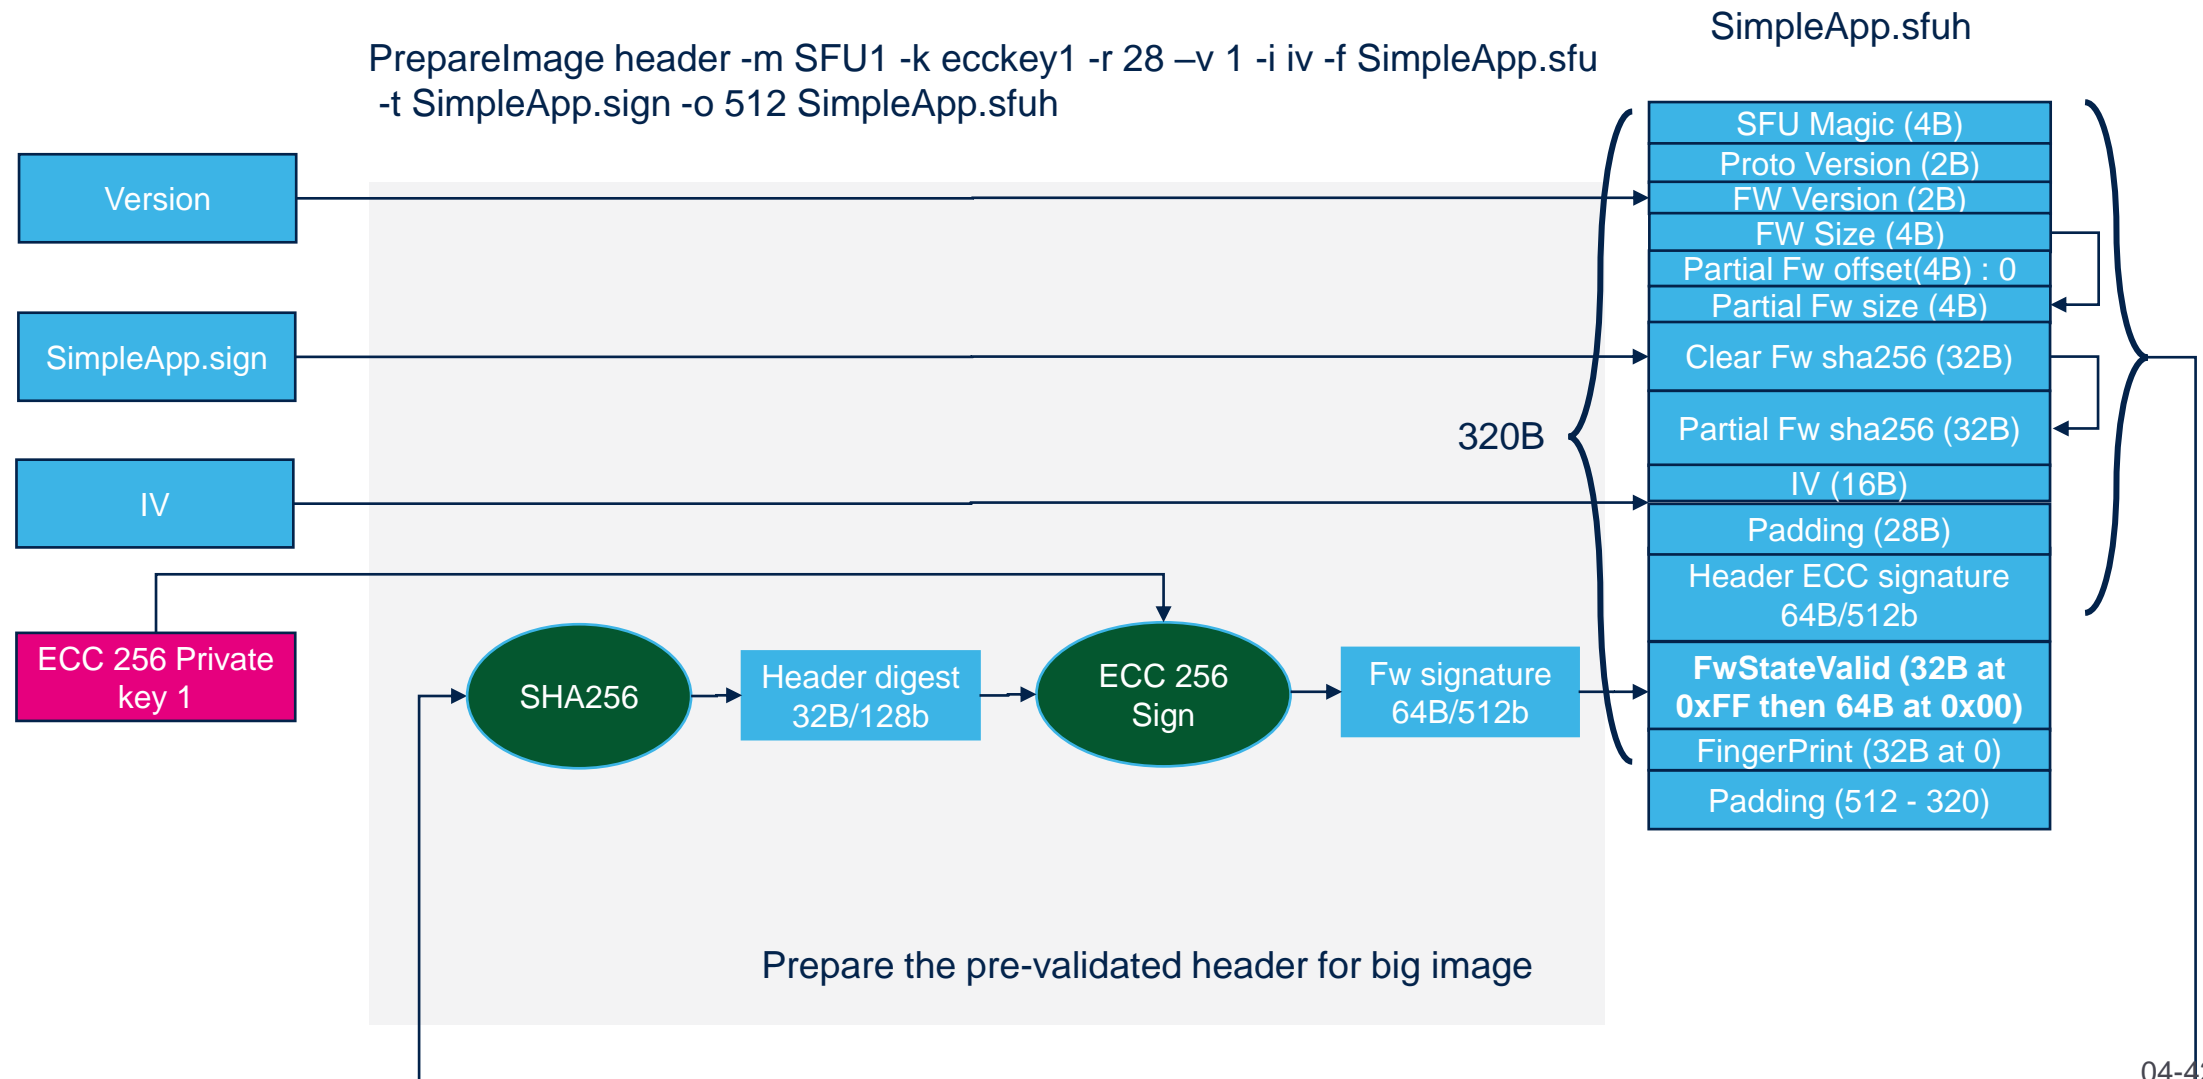 SimpleApp.sfuh
PrepareImage header -m SFU1 -k ecckey1 -r 28 –v 1 -i iv -f SimpleApp.sfu
-t SimpleApp.sign -o 512 SimpleApp.sfuh
Version
SimpleApp.sign
IV
ECC 256 Private
key 1
SHA256
Header digest
32B/128b
ECC 256
Sign
Fw signature
64B/512b
320B
SFU Magic (4B)
Proto Version (2B)
FW Version (2B)
FW Size (4B)
Partial Fw offset(4B) : 0
Partial Fw size (4B)
Clear Fw sha256 (32B)
Partial Fw sha256 (32B)
IV (16B)
Padding (28B)
Header ECC signature
64B/512b
FwStateValid (32B at
0xFF then 64B at 0x00)
FingerPrint (32B at 0)
Padding (512 - 320)
Prepare the pre-validated header for big image